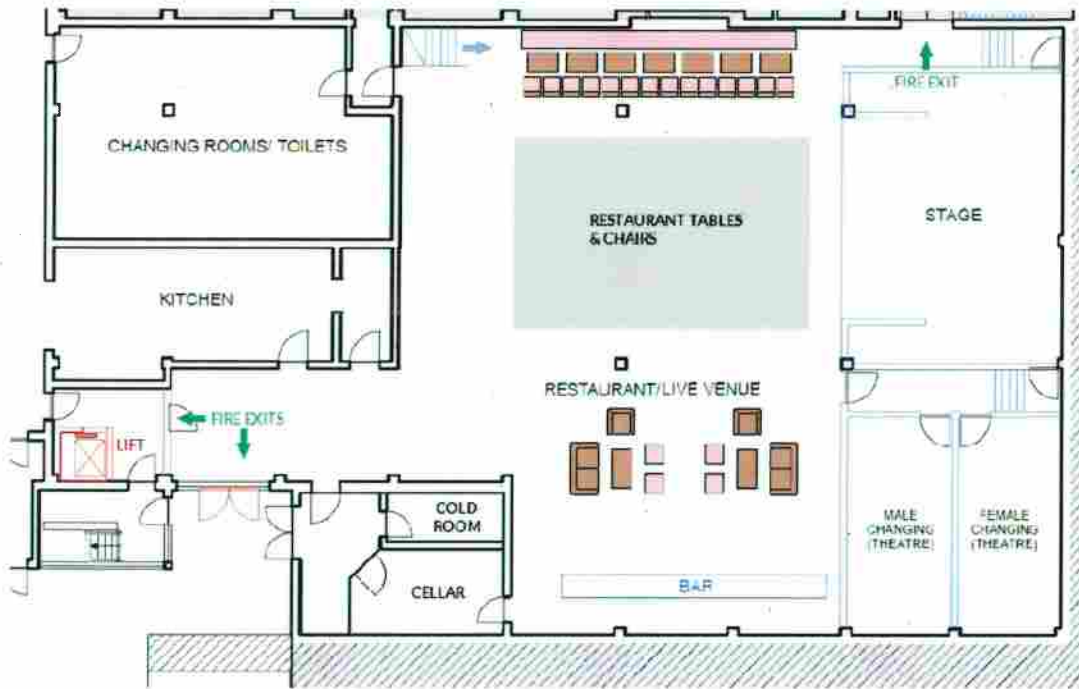 FIRE EXIT
CHANGING ROOMS/ TOILETS
RESTAURANT TABLES
& CHAIRS
STAGE
KITCHEN
RESTAURANT/LIVE VENUE
FIRE EXITS
LIFT
COLD
ROOM
MALE
CHANGING
(THEATRE)
FEMALE
CHANGING
(THEATRE)
CELLAR
BAR